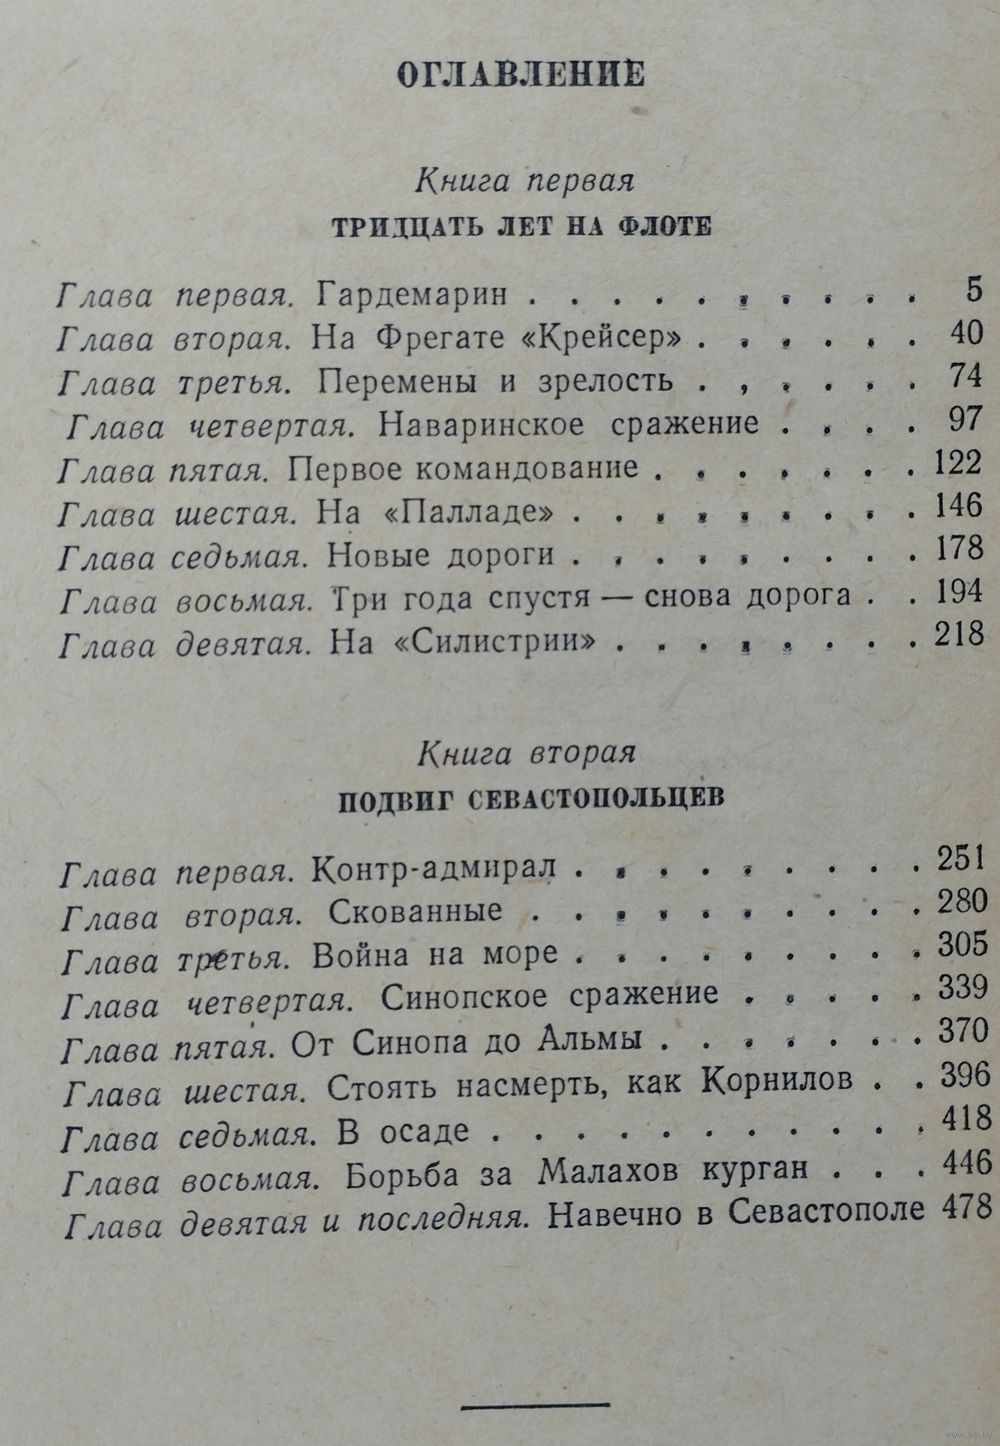 ОГЛАВЛЕНИЕ
Книга первая
ТРИДЦАТЬ ЛЕТ НА ФЛОТЕ
Глава первая. Гардемарин . . . . . . . . . . 5
Глава вторая. На Фрегате «Крейсер» . . . . . . 40
Глава третья. Перемены и зрелость . . . . . . 74
Глава четвертая. Наваринское сражение . . . . 97
Глава пятая. Первое командование . . . . . . . 122
Глава шестая. На «Палладе» . . . . . . . . . 146
Глава седьмая. Новые дороги . . . . . . . . . 178
Глава восьмая. Три года спустя — снова дорога . . 194
Глава девятая. На «Силистрии» . . . . . . . . 218
Книга вторая
ПОДВИГ СЕВАСТОПОЛЬЦЕВ
Глава первая. Контр-адмирал . . . . . . . . . 251
Глава вторая. Скованные . . . . . . . . . . 280
Глава третья. Война на море . . . . . . . . . 305
Глава четвертая. Синопское сражение . . . . . 339
Глава пятая. От Синопа до Альмы . . . . . . . 370
Глава шестая. Стоять насмерть, как Корнилов . . 396
Глава седьмая. В осаде . . . . . . . . . . . 418
Глава восьмая. Борьба за Малахов курган . . . 446
Глава девятая и последняя. Навечно в Севастополе 478
www.ay.by